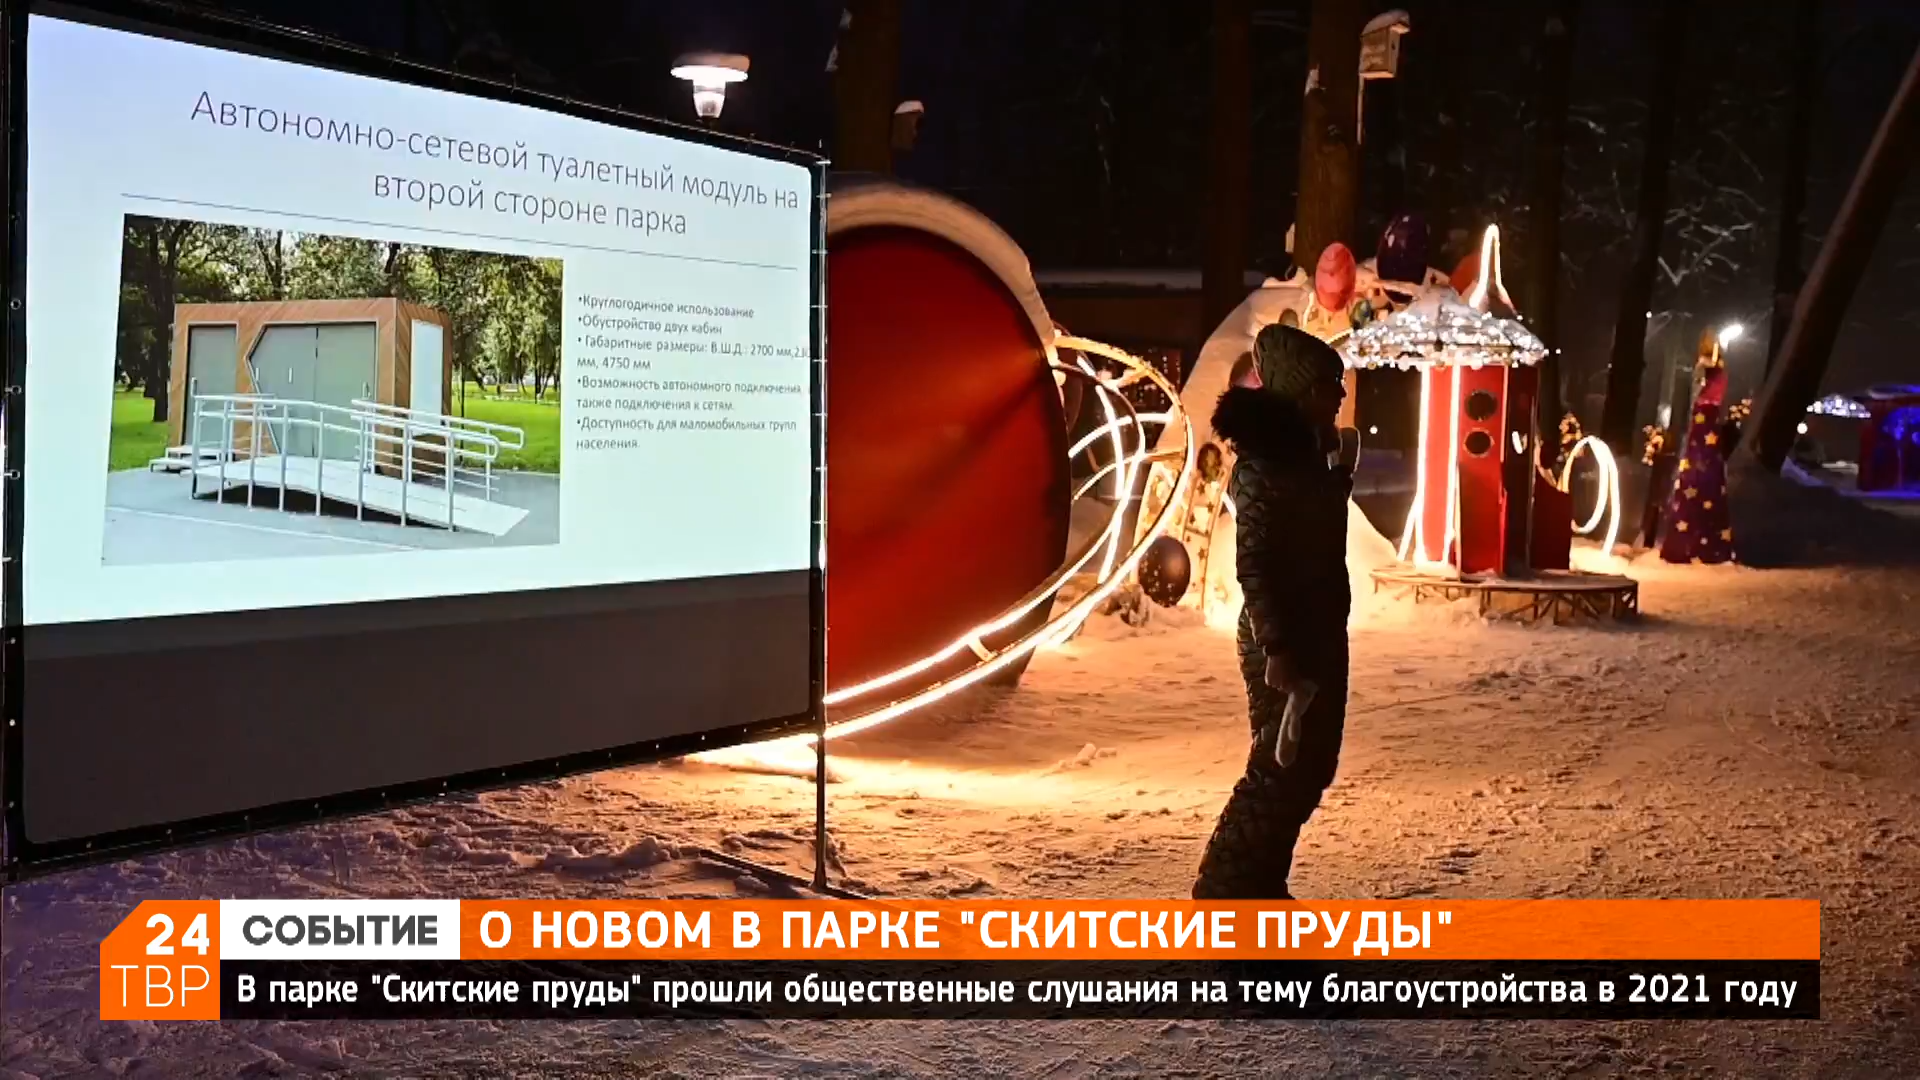 Автономно-сетевой туалетный модуль на
второй стороне парка
•Круглогодичное использование
•Обустройство двух кабин
• Габаритные размеры: В.Ш.Д.: 2700 мм,
мм, 4750 мм
•Возможность автономного подключения
также подключения к сетям.
•Доступность для маломобильных групп
населения.
24
ТВР
СОБЫТИЕ
О НОВОМ В ПАРКЕ "СКИТСКИЕ ПРУДЫ"
В парке "Скитские пруды" прошли общественные слушания на тему благоустройства в 2021 году